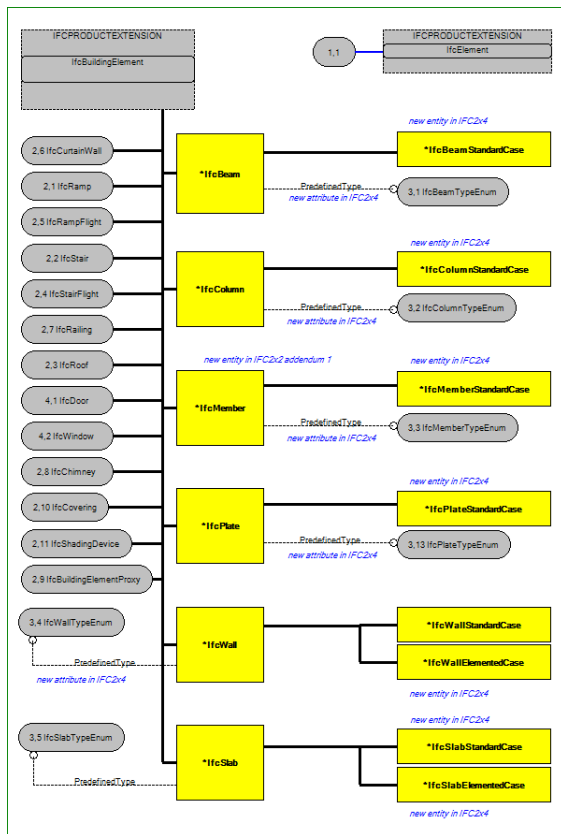 IFCPRODUCTEXTENSION
IfcBuildingElement
1,1
IFCPRODUCTEXTENSION
IfcElement
2,6 IfcCurtainWall
2,1 IfcRamp
2,5 IfcRampFlight
2,2 IfcStair
2,4 IfcStairFlight
2,7 IfcRailing
2,3 IfcRoof
4,1 IfcDoor
4,2 IfcWindow
2,8 IfcChimney
2,10 IfcCovering
2,11 IfcShadingDevice
2,9 IfcBuildingElementProxy
*IfcBeam
new entity in IFC2x4
*IfcBeamStandardCase
PredefinedType
new attribute in IFC2x4
3,1 IfcBeamTypeEnum
*IfcColumn
new entity in IFC2x4
*IfcColumnStandardCase
PredefinedType
new attribute in IFC2x4
3,2 IfcColumnTypeEnum
new entity in IFC2x2 addendum 1
*IfcMember
new entity in IFC2x4
*IfcMemberStandardCase
PredefinedType
new attribute in IFC2x4
3,3 IfcMemberTypeEnum
*IfcPlate
new entity in IFC2x4
*IfcPlateStandardCase
PredefinedType
new attribute in IFC2x4
3,13 IfcPlateTypeEnum
3,4 IfcWallTypeEnum
PredefinedType
new attribute in IFC2x4
*IfcWall
*IfcWallStandardCase
*IfcWallElementedCase
new entity in IFC2x4
3,5 IfcSlabTypeEnum
PredefinedType
*IfcSlab
new entity in IFC2x4
*IfcSlabStandardCase
*IfcSlabElementedCase
new entity in IFC2x4